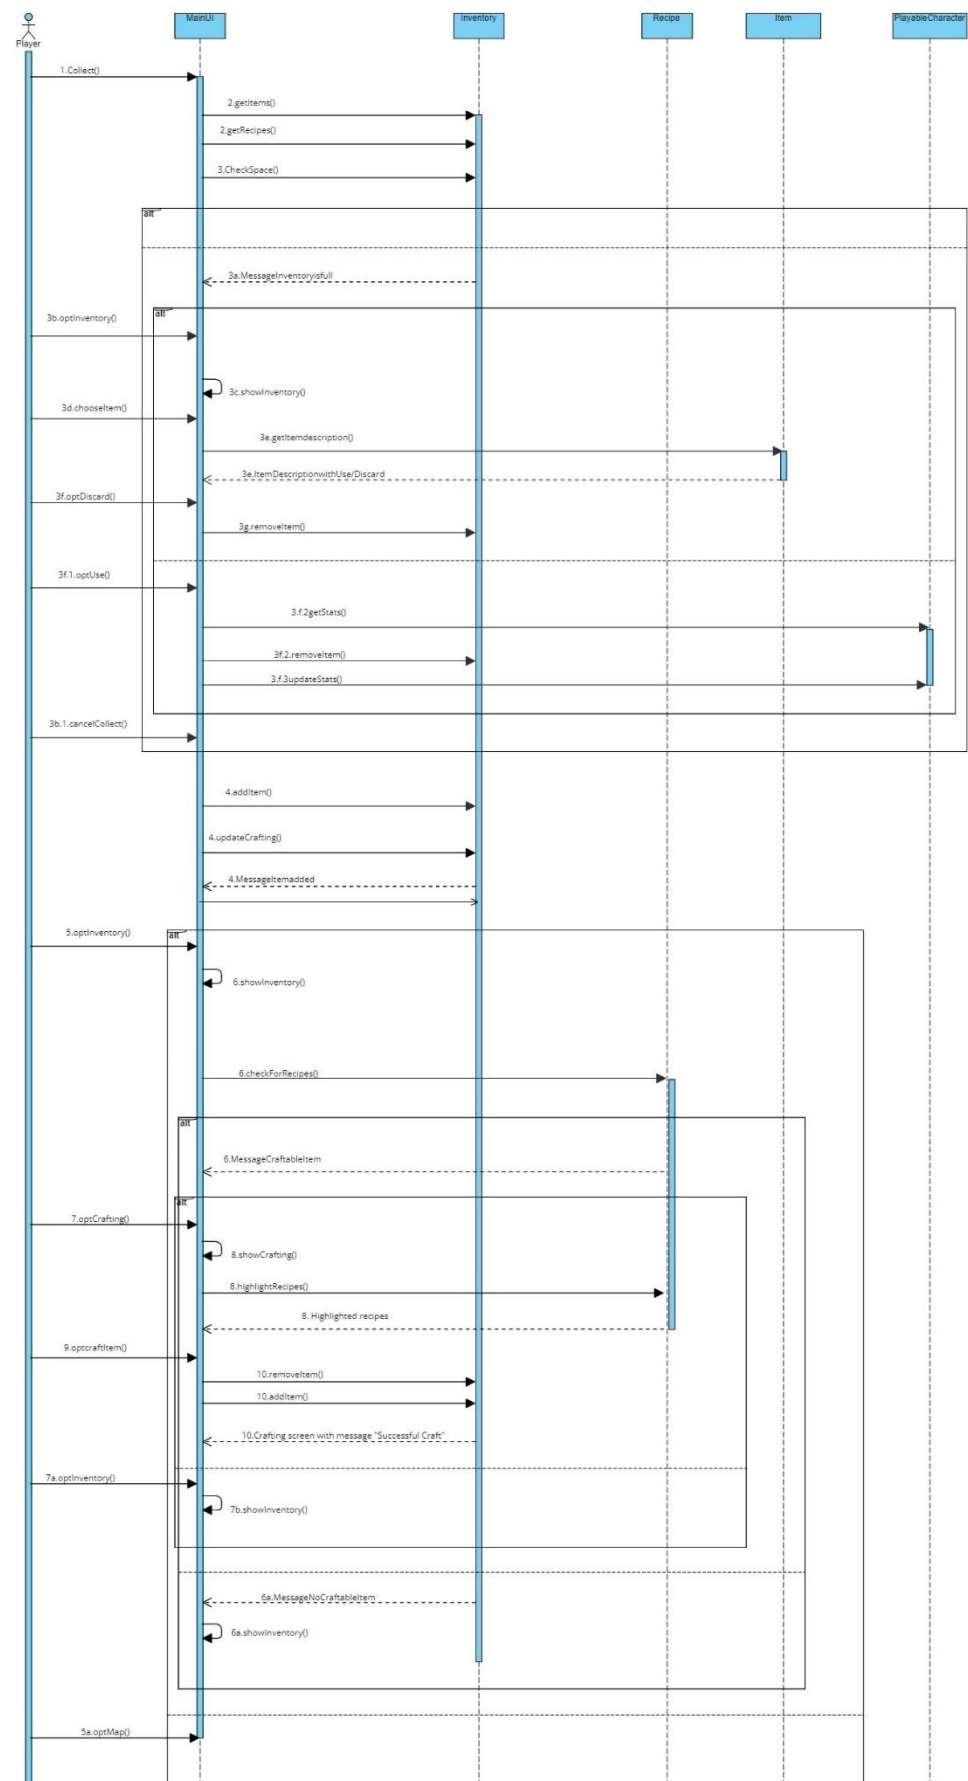 Player
MainUI
Inventory
Recipe
Item
PlayableCharacter
1.Collect()
2.getItems()
2.getRecipes()
3.CheckSpace()
alt
3a.MessageInventoryisfull
alt
3b.optInventory()
3c.showInventory()
3d.chooseItem()
3e.getItemdescription()
3e.ItemDescriptionwithUse/Discard
3f.optDiscard()
3g.removeItem()
3f.1.optUse()
3.f.2getStats()
3f.2.removeItem()
3.f.3updateStats()
3b.1.cancelCollect()
4.addItem()
4.updateCrafting()
4.MessageItemadded
alt
5.optInventory()
6.showInventory()
6.checkForRecipes()
alt
6.MessageCraftableItem
alt
7.optCrafting()
8.showCrafting()
8.highlightRecipes()
8. Highlighted recipes
9.optcraftItem()
10.removeItem()
10.addItem()
10.Crafting screen with message "Successful Craft"
7a.optInventory()
7b.showInventory()
6a.MessageNoCraftableItem
6a.showInventory()
5a.optMap()